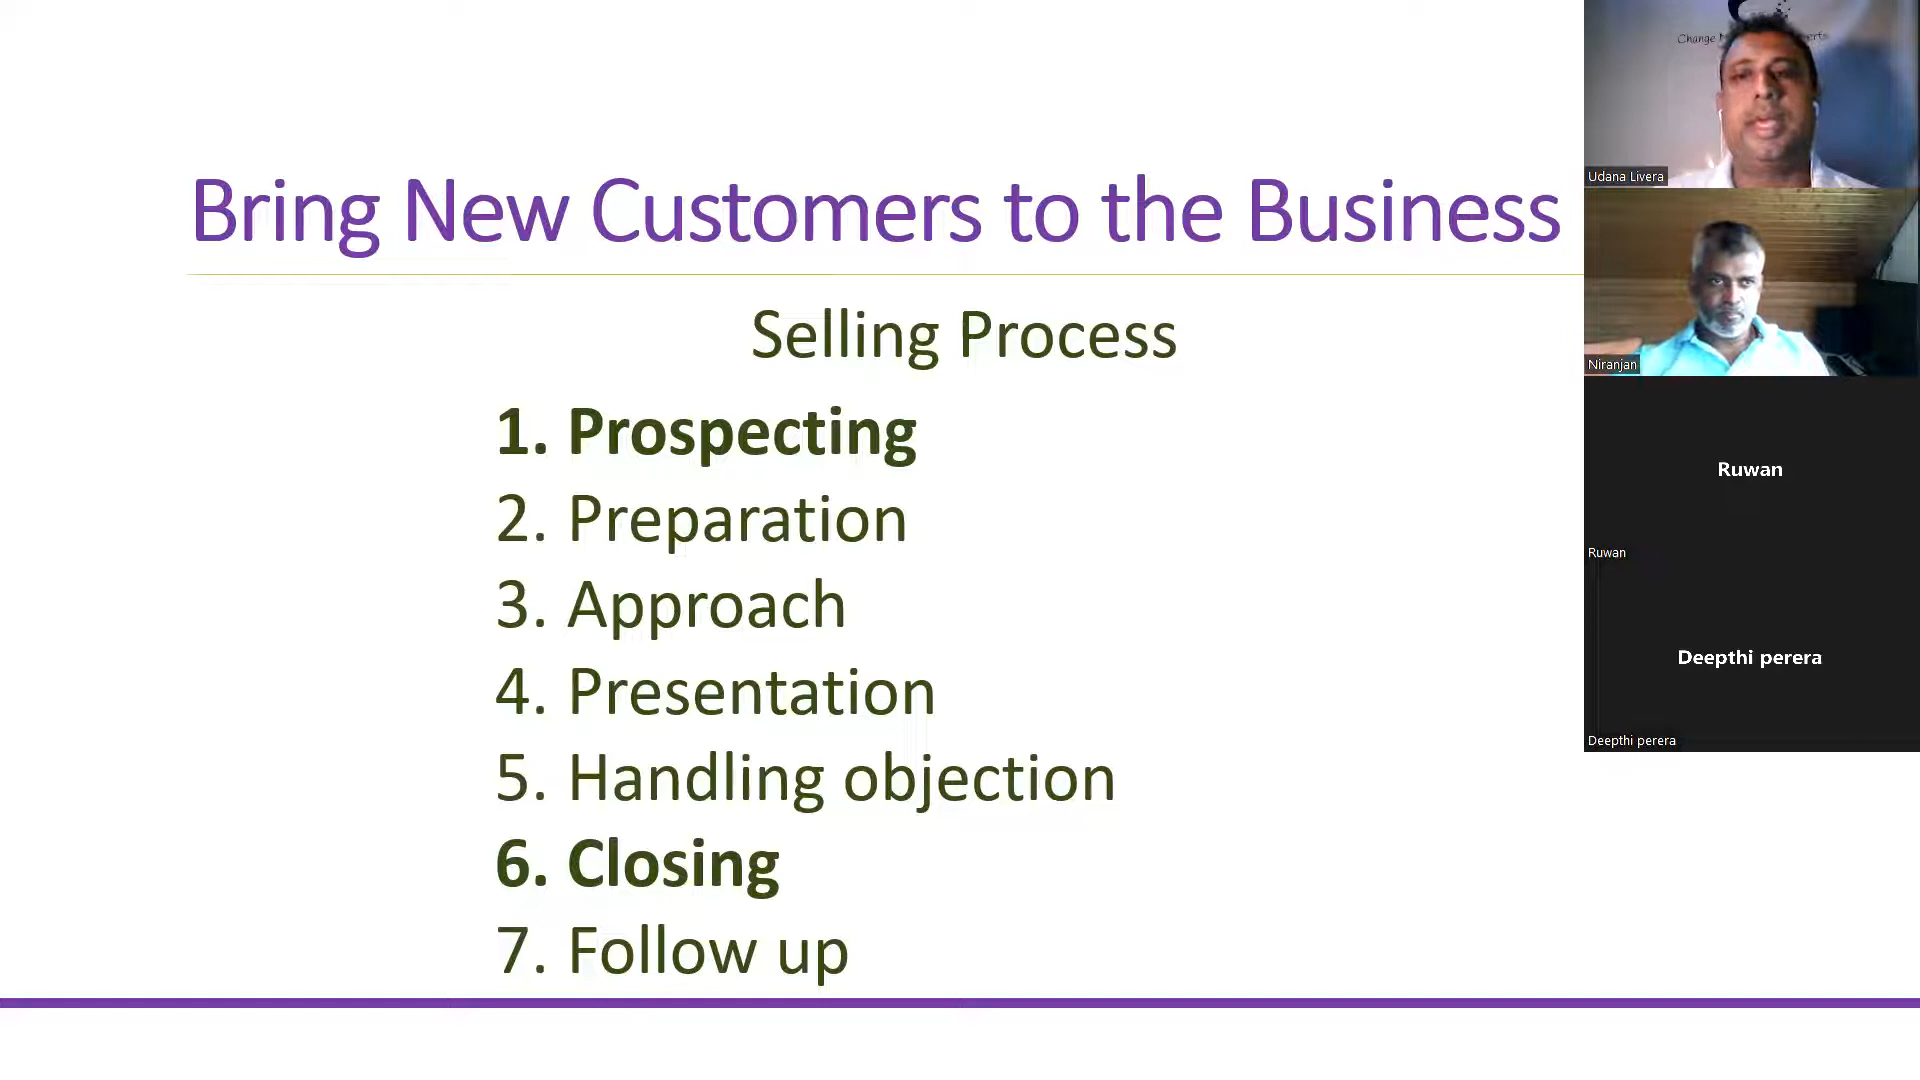 Bring New Customers to the Business
Selling Process
1. Prospecting
2. Preparation
3. Approach
4. Presentation
5. Handling objection
6. Closing
7. Follow up
Change
Udana Livera
Niranjan
Ruwan
Ruwan
Deepthi perera
Deepthi perera